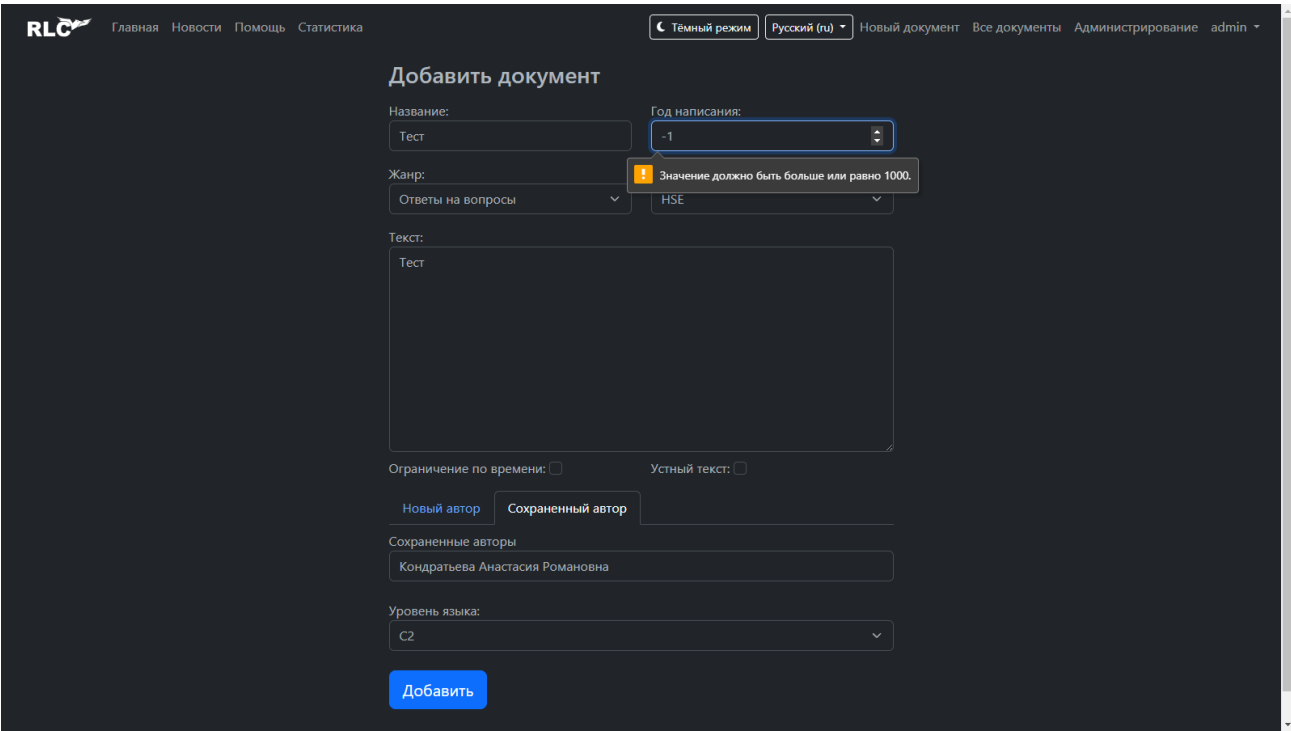 RLC Главная Новости Помощь Статистика Тёмный режим Русский (ru) Новый документ Все документы Администрирование admin
Добавить документ
Название: Год написания:
Тест -1
Жанр:
Значение должно быть больше или равно 1000.
Ответы на вопросы HSE
Текст:
Тест
Ограничение по времени: Устный текст:
Новый автор Сохраненный автор
Сохраненные авторы
Кондратьева Анастасия Романовна
Уровень языка:
C2
Добавить